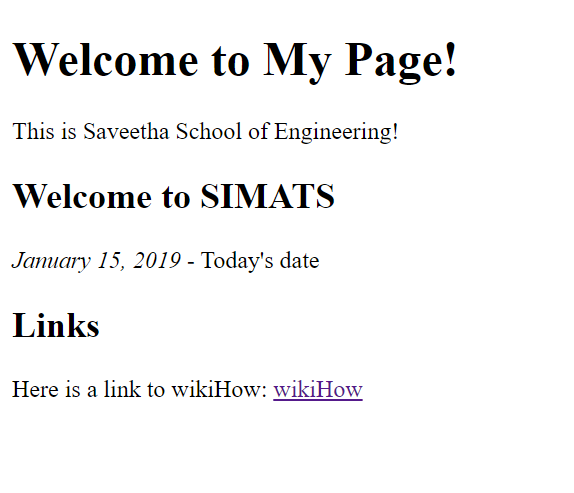 Welcome to My Page!
This is Saveetha School of Engineering!
Welcome to SIMATS
January 15, 2019 - Today's date
Links
Here is a link to wikiHow: wikiHow